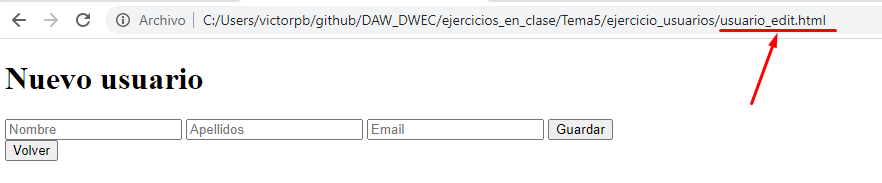 Archivo C:/Users/victorpb/github/DAW_DWEC/ejercicios_en_clase/Tema5/ejercicio_usuarios/usuario_edit.html
Nuevo usuario
Nombre Apellidos Email Guardar
Volver